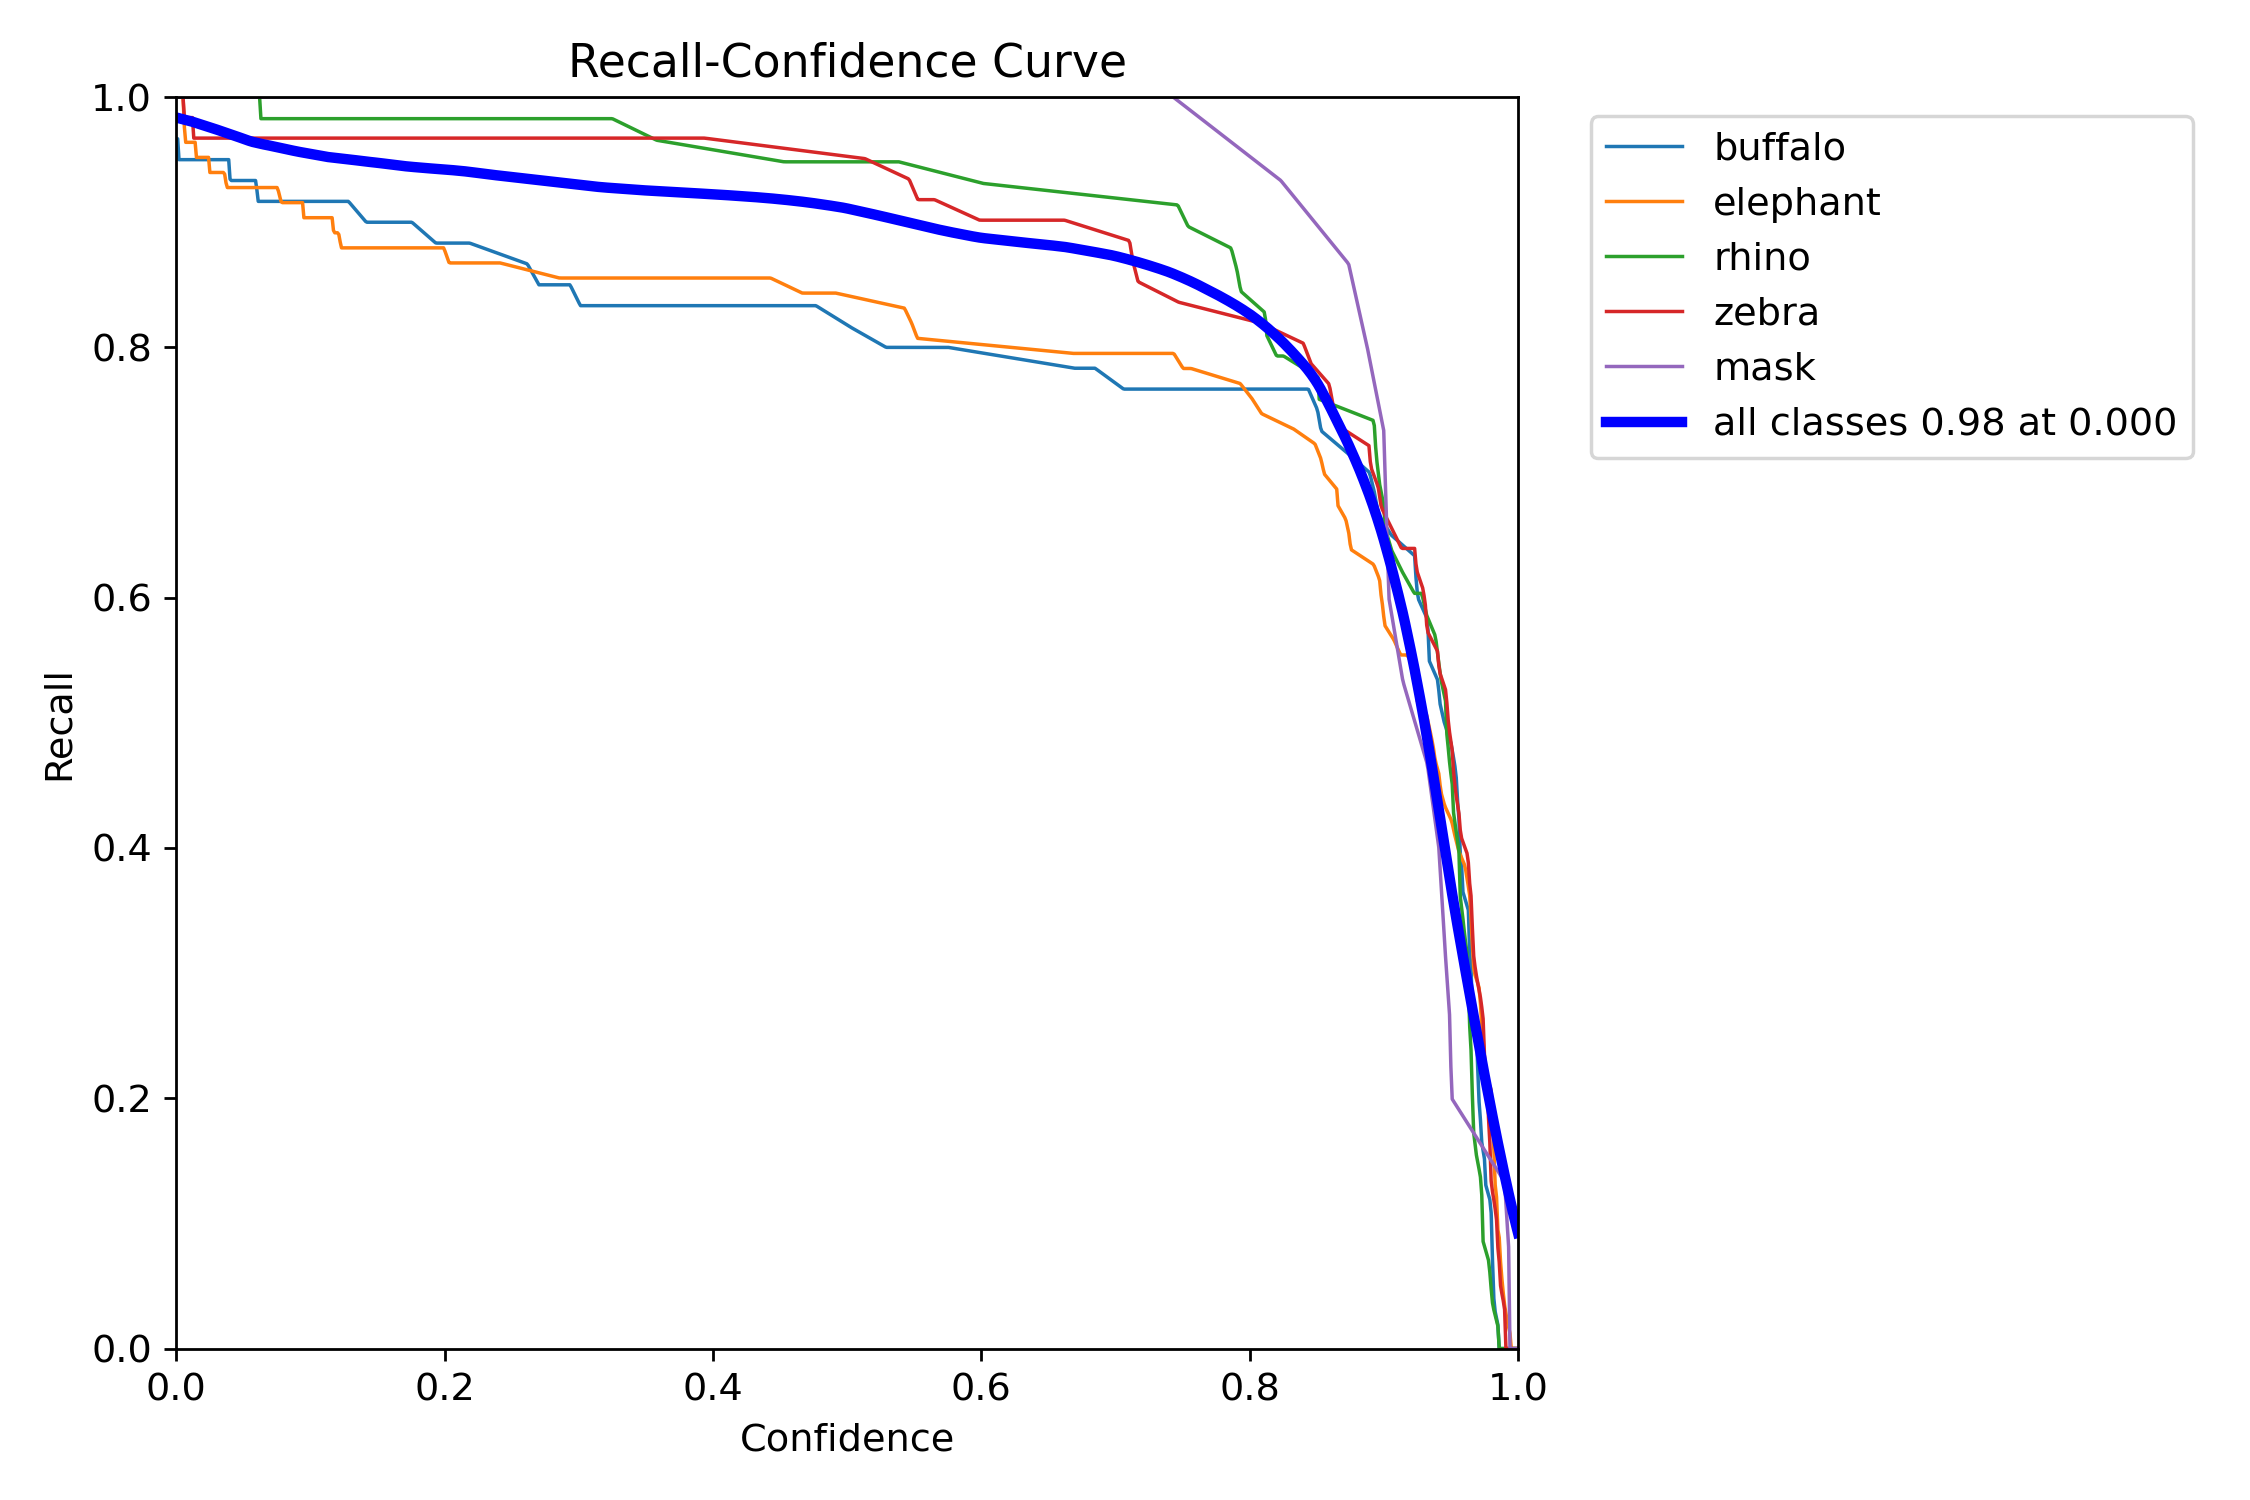 Recall-Confidence Curve
1.0
0.8
0.6
0.4
0.2
0.0
Recall
0.0 0.2 0.4 0.6 0.8 1.0
Confidence
buffalo
elephant
rhino
zebra
mask
all classes 0.98 at 0.000